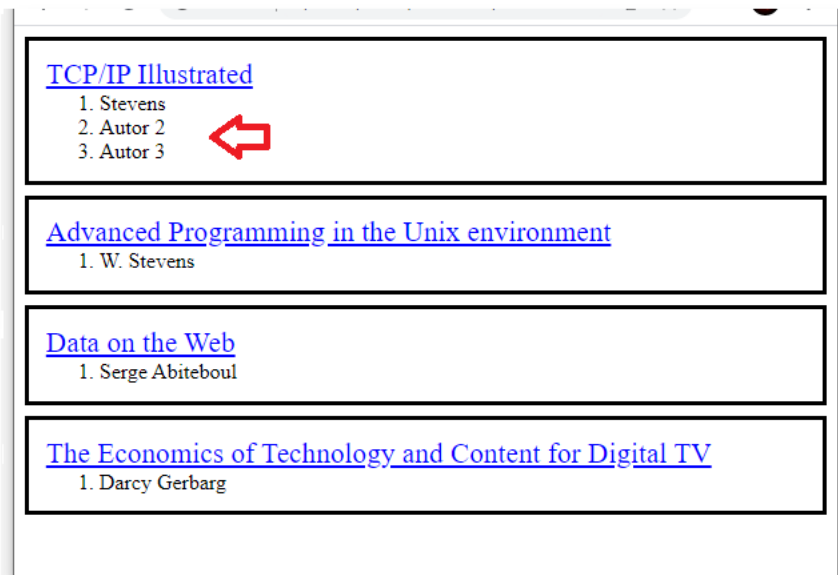 TCP/IP Illustrated
1. Stevens
2. Autor 2
3. Autor 3
Advanced Programming in the Unix environment
1. W. Stevens
Data on the Web
1. Serge Abiteboul
The Economics of Technology and Content for Digital TV
1. Darcy Gerbarg